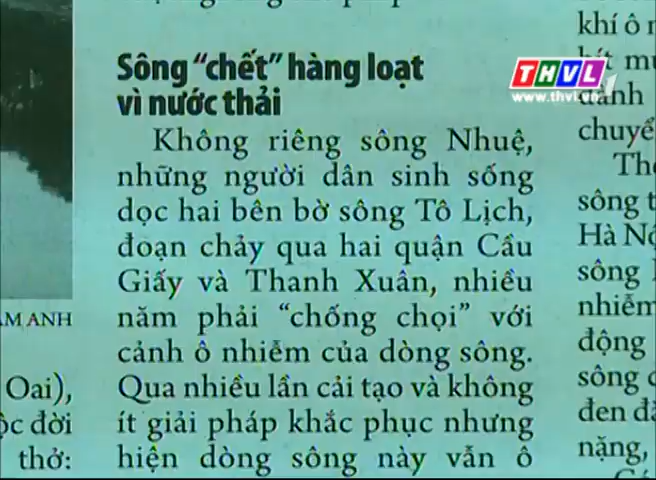 Sông “chết” hàng loạt
vì nước thải
Không riêng sông Nhuệ,
những người dân sinh sống
dọc hai bên bờ sông Tô Lịch,
đoạn chảy qua hai quận Cầu
Giấy và Thanh Xuân, nhiều
năm phải “chống chọi” với
cảnh ô nhiễm của dòng sông.
Qua nhiều lần cải tạo và không
ít giải pháp khắc phục nhưng
hiện dòng sông này vẫn ô
ANH
Oai),
đời
thở:
THVL1
www.thvl.vn
khí ô
chuyể
sông t
Hà Nộ
sông
nhiễm
động
sông
đen
nặng,